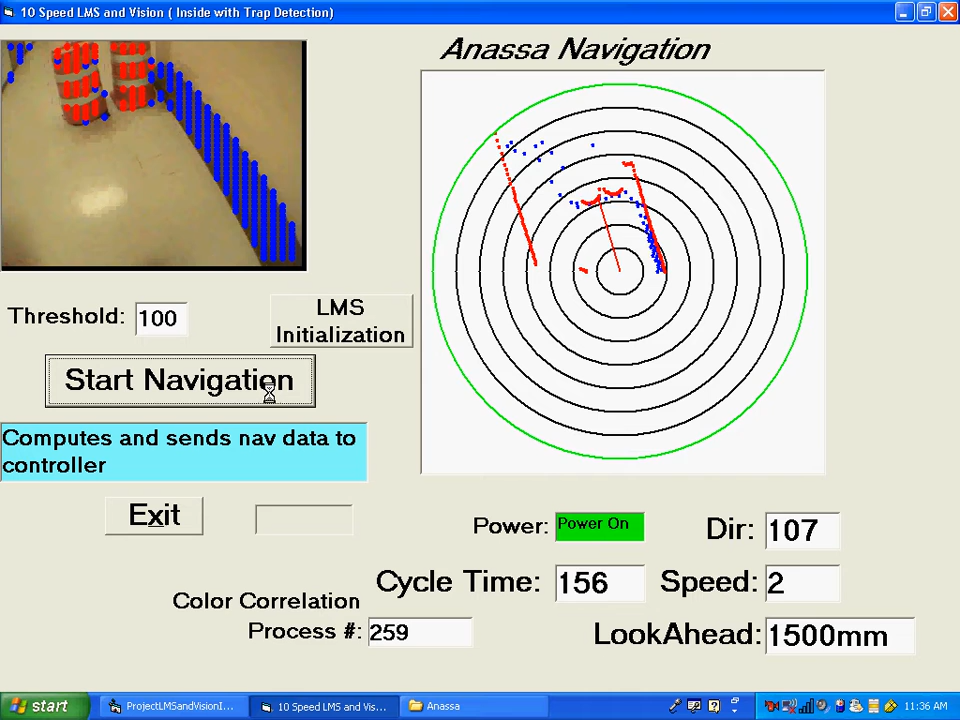 10 Speed LMS and Vision ( Inside with Trap Detection)
Anassa Navigation
Threshold: 100
LMS
Initialization
Start Navigation
Computes and sends nav data to
controller
Exit
Power: Power On
Dir: 107
Cycle Time: 156
Speed: 2
Color Correlation
Process #: 259
LookAhead: 1500mm
start
ProjectLMSandVisionI...
10 Speed LMS and Vis...
Anassa
11:36 AM